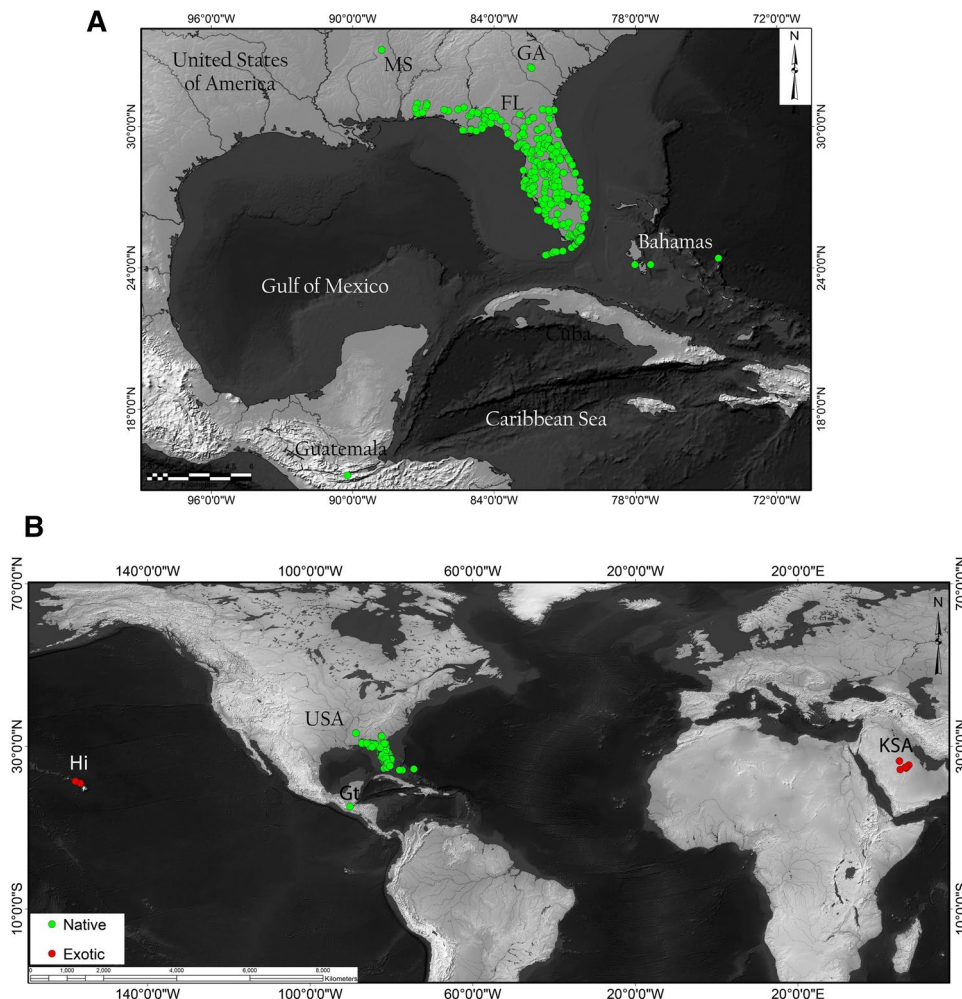 A
96°0'0"W 90°0'0"W 84°0'0"W 78°0'0"W 72°0'0"W
N
United States
of America
MS
GA
FL
30°0'0"N
30°0'0"N
Bahamas
24°0'0"N
24°0'0"N
Gulf of Mexico
Cuba
18°0'0"N
18°0'0"N
Caribbean Sea
Guatemala
96°0'0"W 90°0'0"W 84°0'0"W 78°0'0"W 72°0'0"W
B
140°0'0"W 100°0'0"W 60°0'0"W 20°0'0"W 20°0'0"E
70°0'0"N
70°0'0"N
N
USA
30°0'0"N
30°0'0"N
KSA
Hi
Gt
10°0'0"S
10°0'0"S
Native
Exotic
0 1,000 2,000 4,000 6,000 8,000
Kilometers
140°0'0"W 100°0'0"W 60°0'0"W 20°0'0"W 20°0'0"E